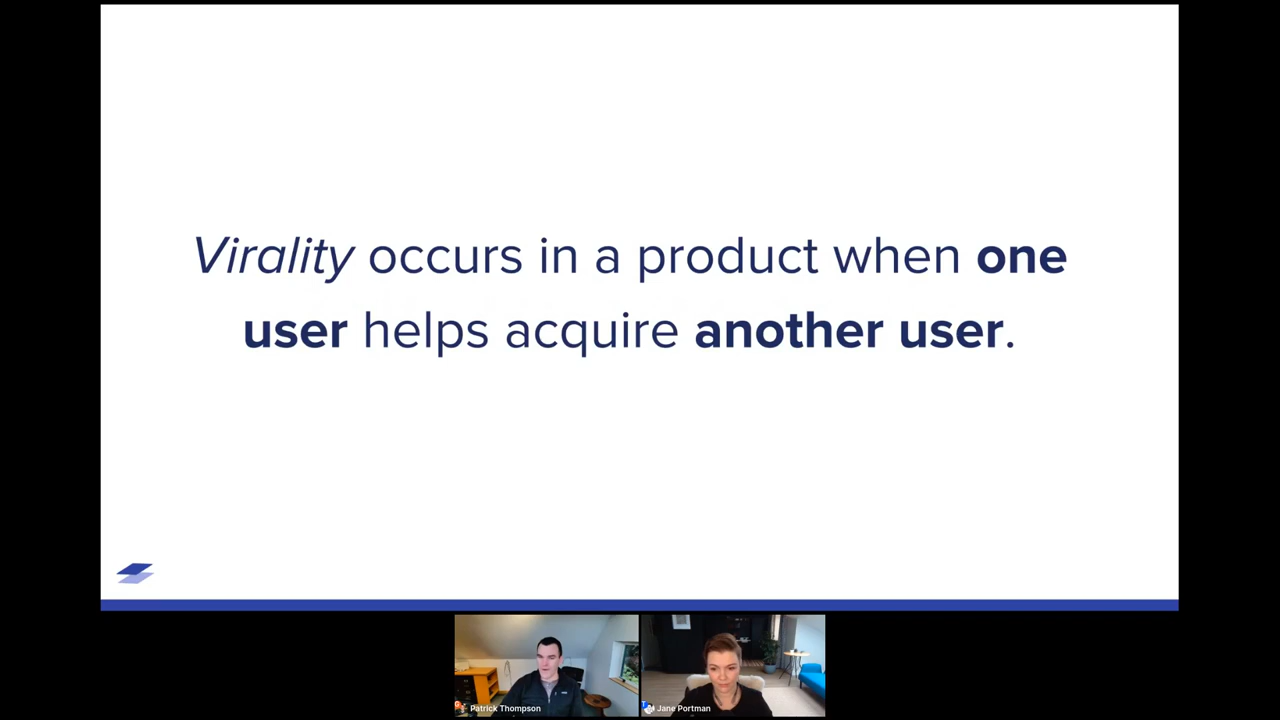 Virality occurs in a product when one
user helps acquire another user.
Patrick Thompson
Jane Portman